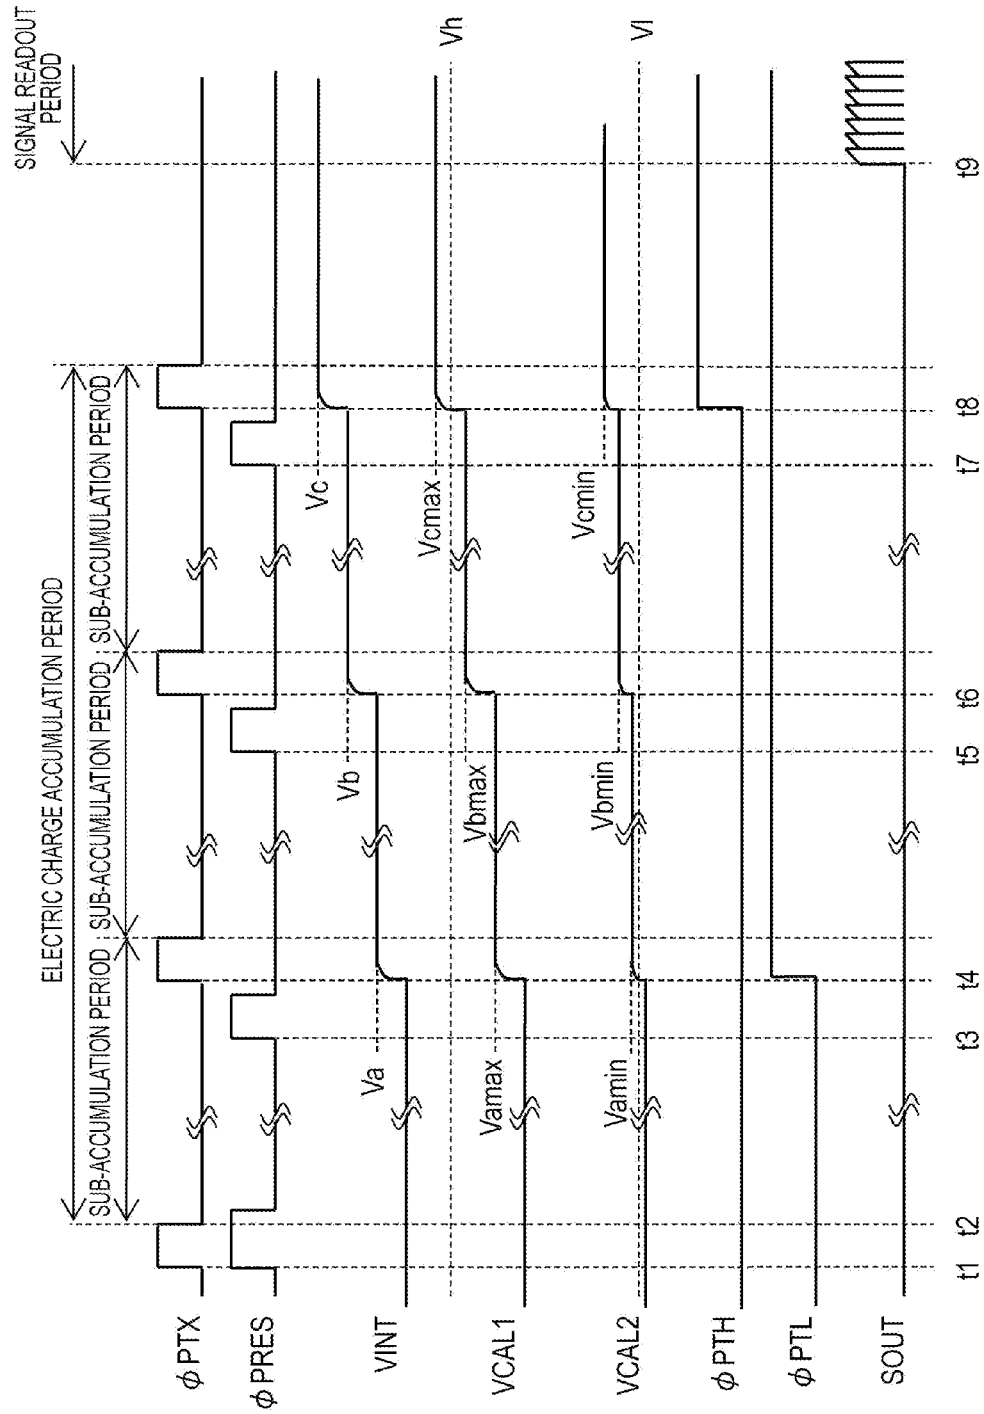 SIGNAL READOUT
PERIOD
ELECTRIC CHARGE ACCUMULATION PERIOD
SUB-ACCUMULATION PERIOD
SUB-ACCUMULATION PERIOD
SUB-ACCUMULATION PERIOD
ϕPTX
ϕPRES
VINT
Va
Vb
Vc
VCAL1
Vamax
Vbmax
Vcmax
Vh
VCAL2
Vamin
Vbmin
Vcmin
Vl
ϕPTH
ϕPTL
SOUT
t1
t2
t3
t4
t5
t6
t7
t8
t9